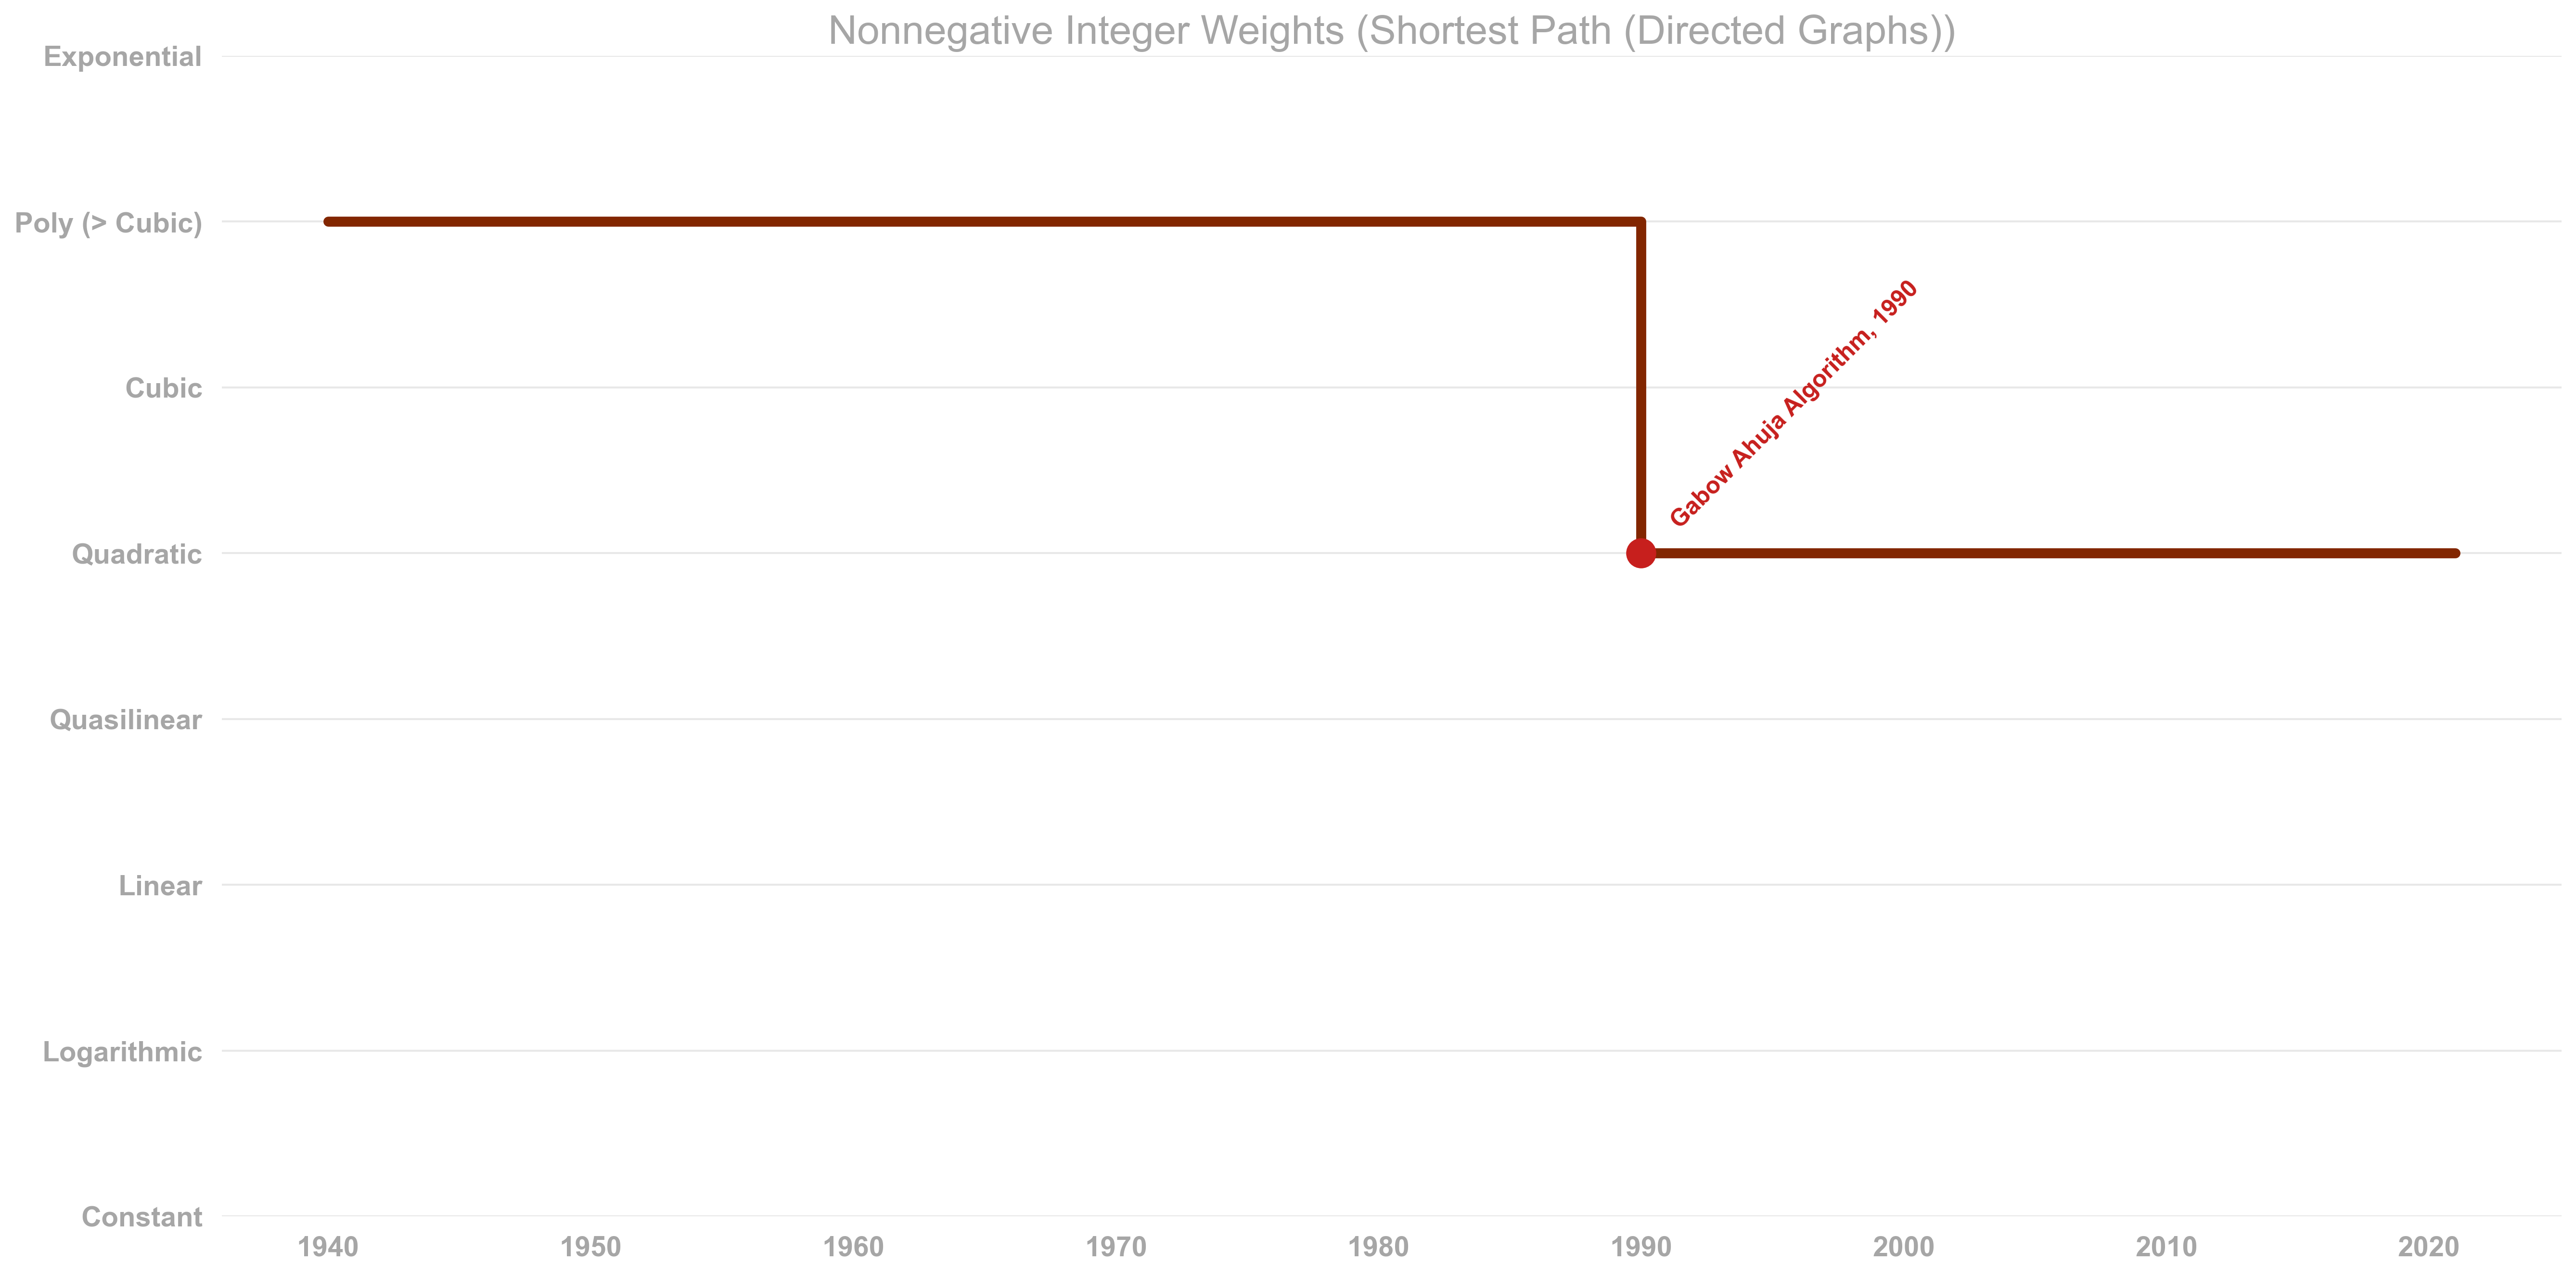 Nonnegative Integer Weights (Shortest Path (Directed Graphs))
Exponential
Poly (> Cubic)
Cubic
Quadratic
Quasilinear
Linear
Logarithmic
Constant
Gabow Ahuja Algorithm, 1990
1940 1950 1960 1970 1980 1990 2000 2010 2020